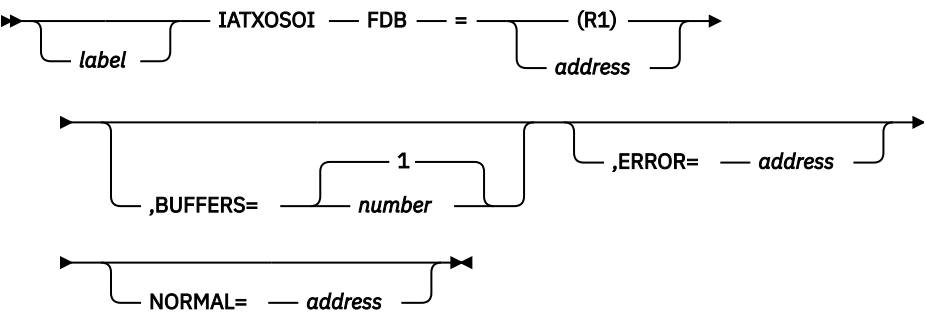 IATXOSOI FDB = (R1)
label address
1
,ERROR= address
,BUFFERS= number
NORMAL= address